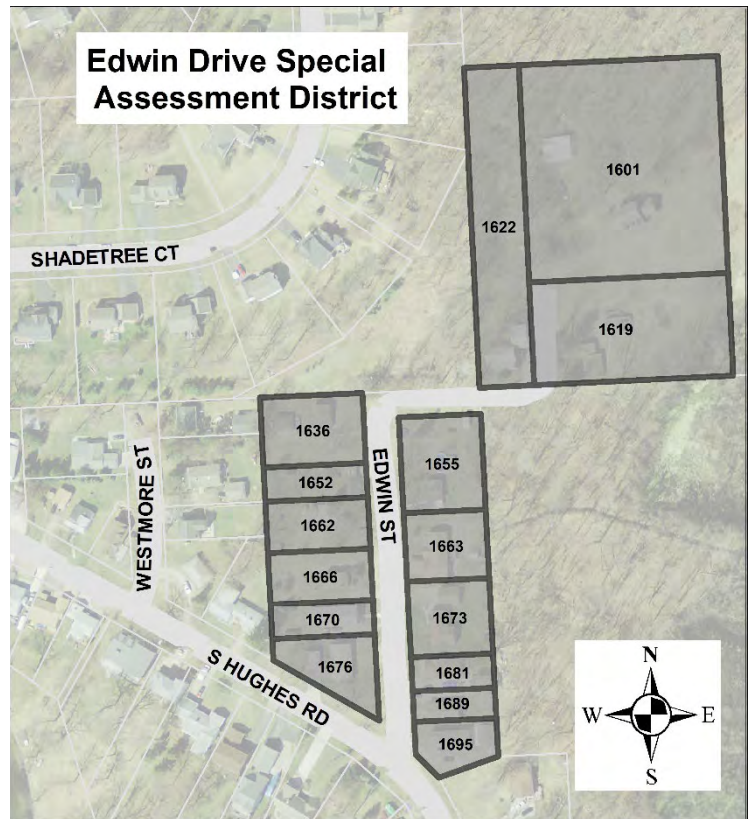 Edwin Drive Special
Assessment District
1601
1622
SHADETREE CT
1619
1636
1655
1652
EDWIN ST
WESTMORE ST
1662
1663
1666
1670
1673
1676
1681
S HUGHES RD
1689
1695
N
W E
S